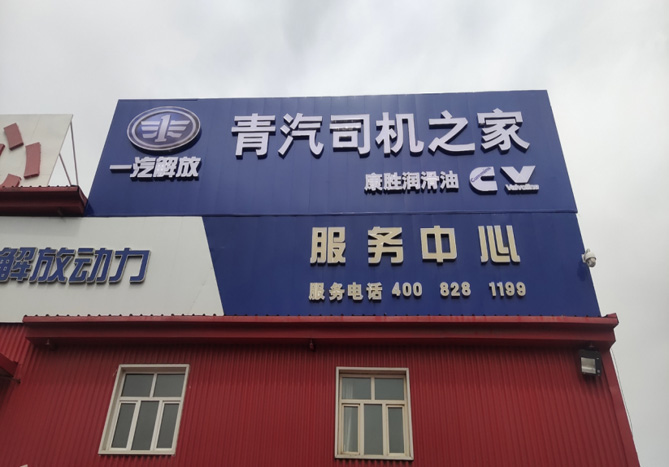 青汽司机之家
一汽解放
康胜润滑油 Valvoline
服务中心
解放动力
服务电话 400 828 1199